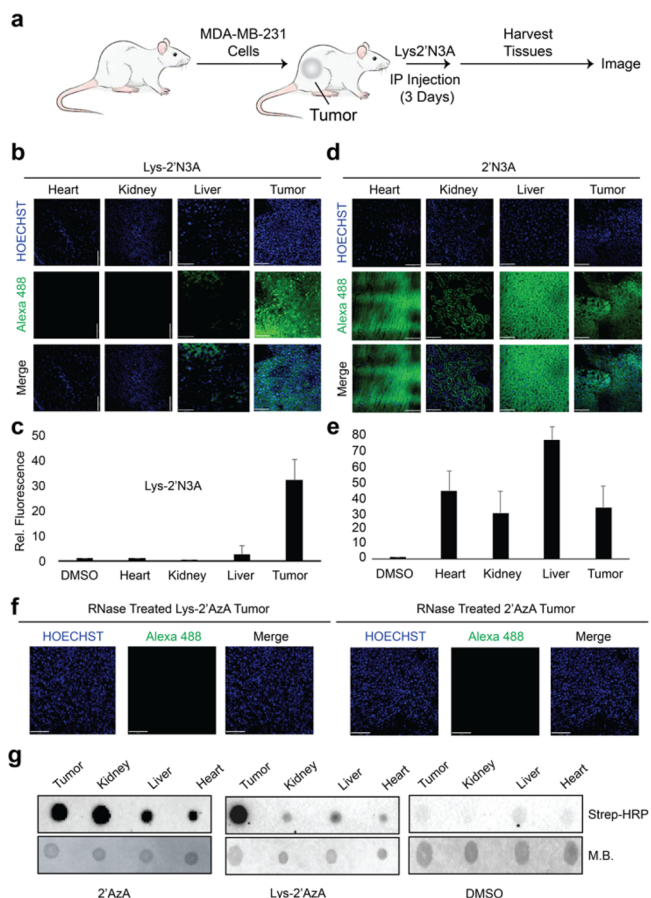 a
MDA-MB-231
Cells
Lys2'N3A
IP Injection
(3 Days)
Harvest
Tissues
Image
Tumor
b
Lys-2'N3A
Heart Kidney Liver Tumor
HOECHST
Alexa 488
Merge
d
2'N3A
Heart Kidney Liver Tumor
HOECHST
Alexa 488
Merge
c
Rel. Fluorescence
50
40
30
20
10
0
Lys-2'N3A
DMSO Heart Kidney Liver Tumor
e
80
70
60
50
40
30
20
10
0
DMSO Heart Kidney Liver Tumor
f
RNase Treated Lys-2'AzA Tumor
HOECHST Alexa 488 Merge
RNase Treated 2'AzA Tumor
HOECHST Alexa 488 Merge
g
Tumor Kidney Liver Heart
Tumor Kidney Liver Heart
Tumor Kidney Liver Heart
Strep-HRP
M.B.
2'AzA Lys-2'AzA DMSO